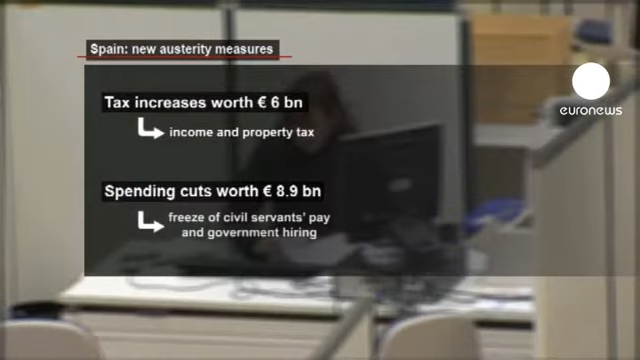 Spain: new austerity measures
euronews
Tax increases worth € 6 bn
income and property tax
Spending cuts worth € 8.9 bn
freeze of civil servants' pay
and government hiring